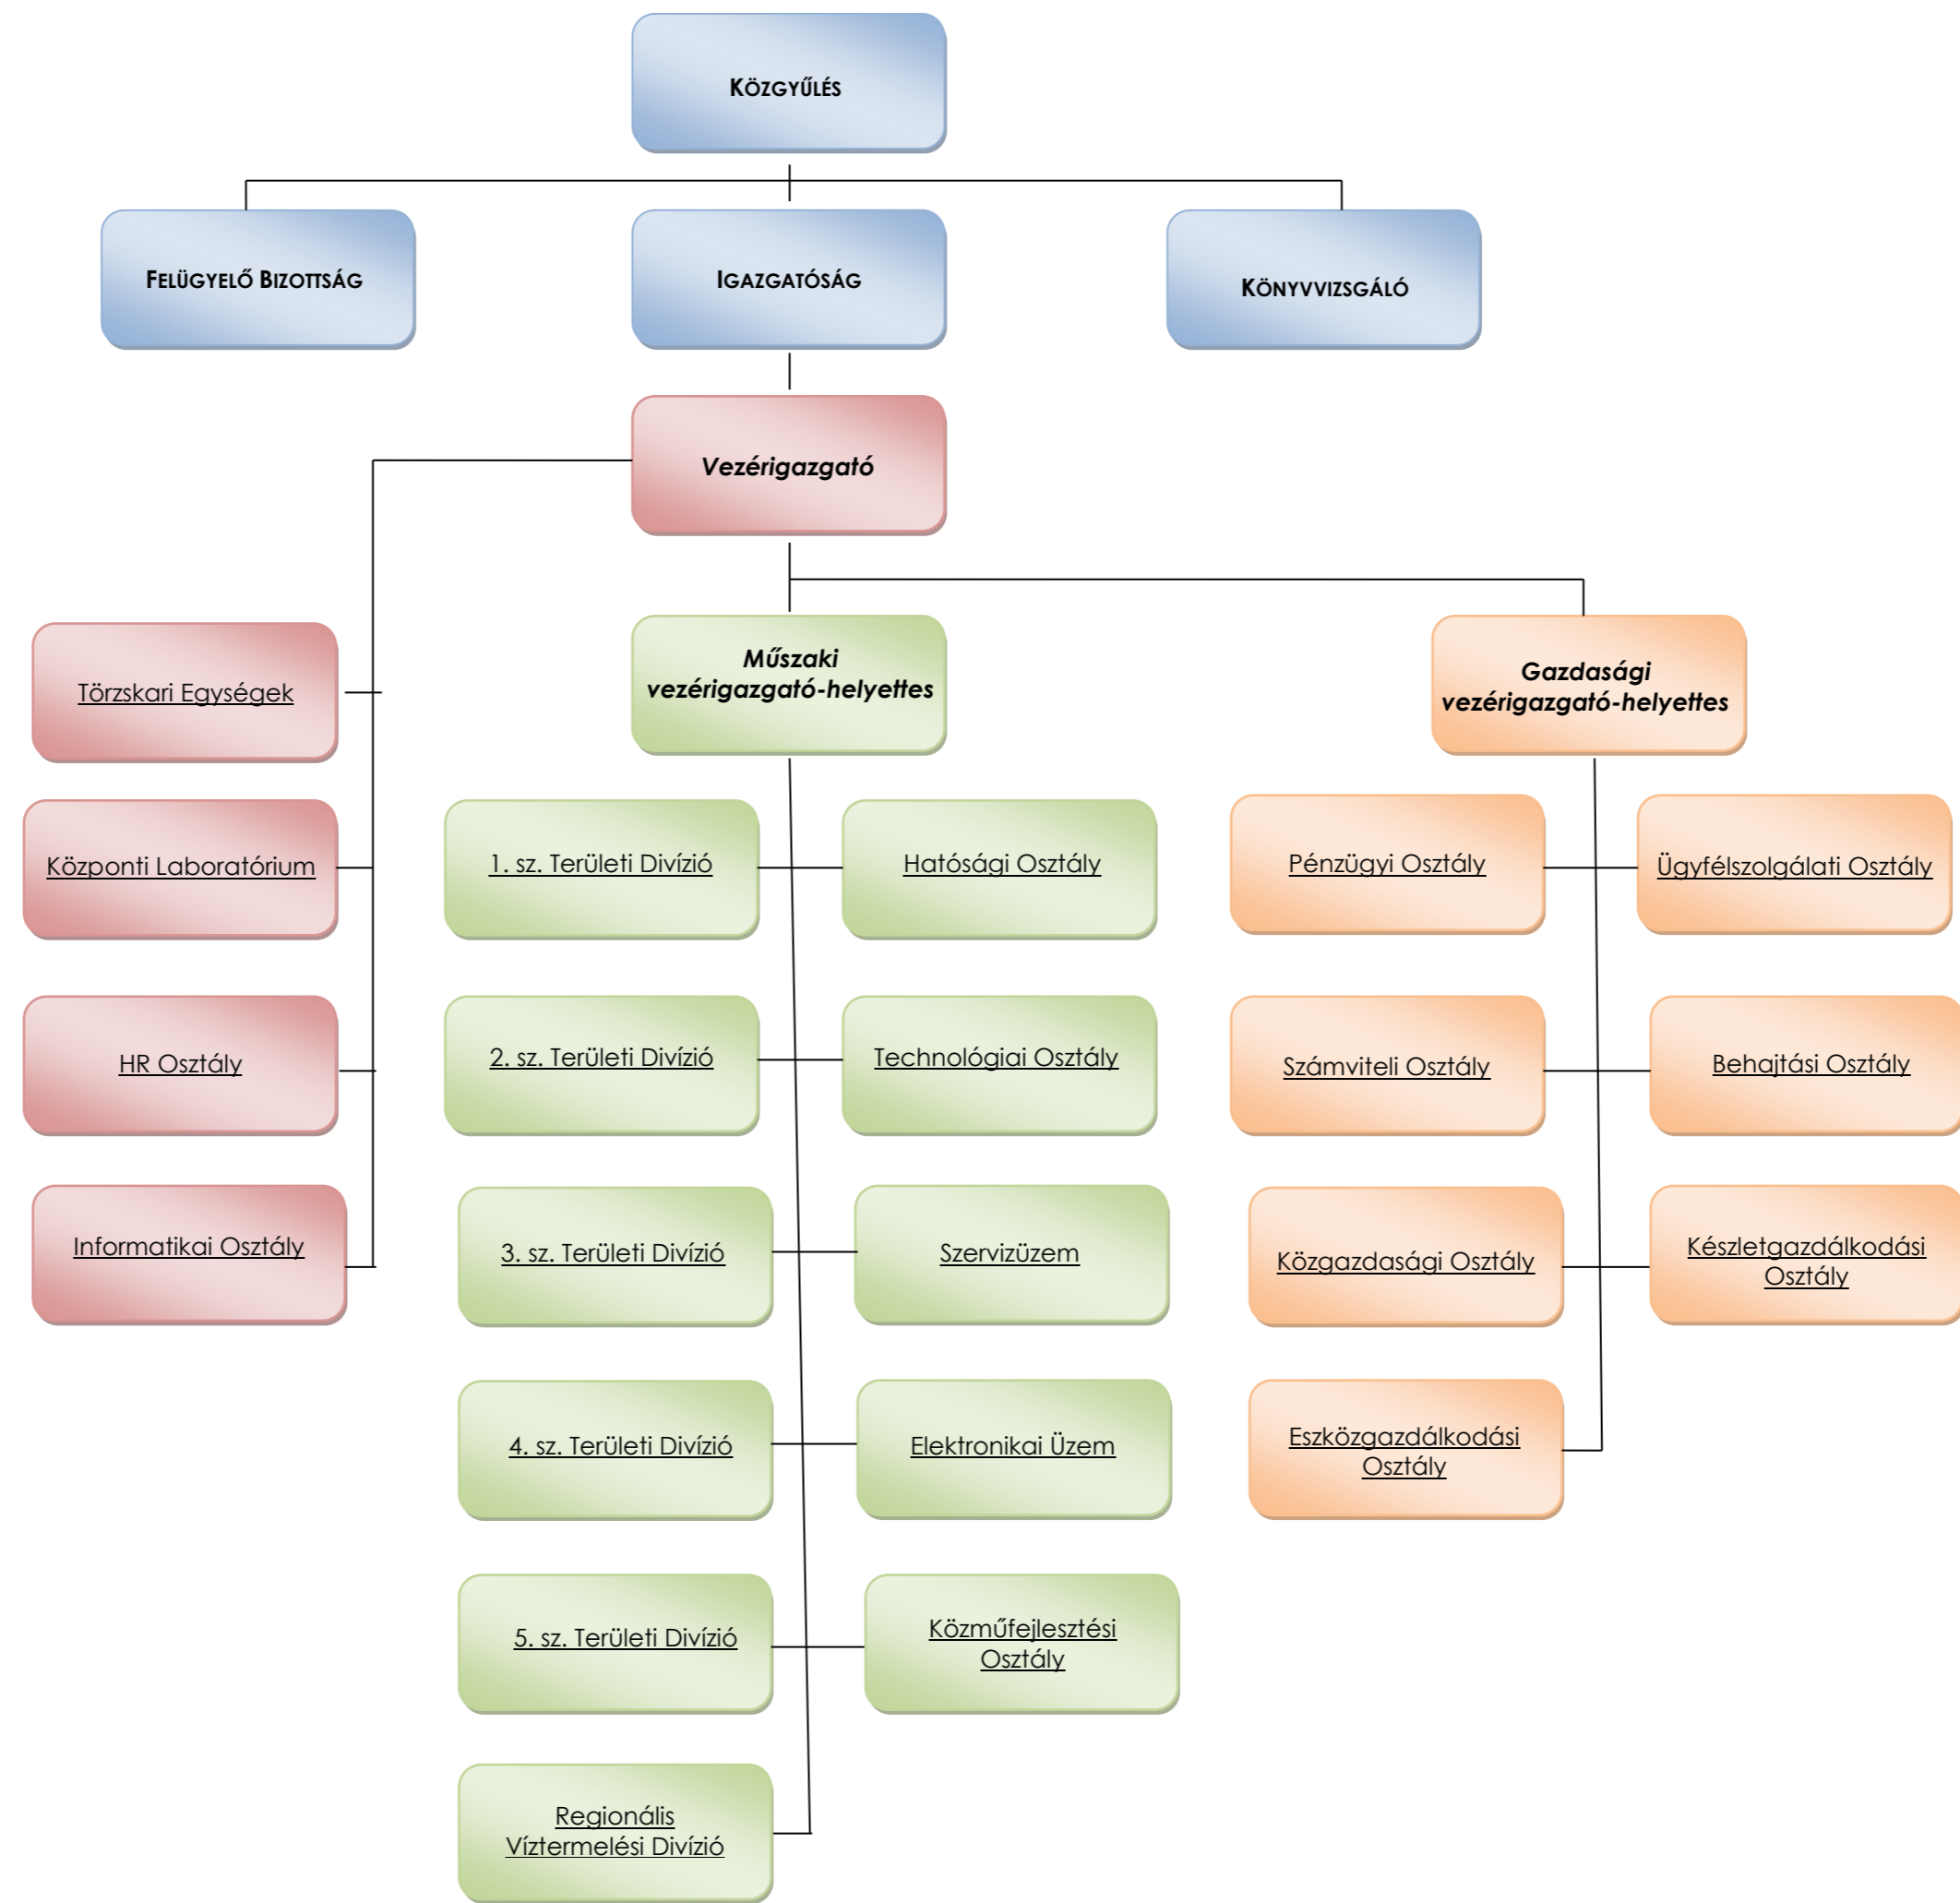 KÖZGYŰLÉS
FELÜGYELŐ BIZOTTSÁG
IGAZGATÓSÁG
KÖNYVVIZSGÁLÓ
Vezérigazgató
Törzskari Egységek
Műszaki
vezérigazgató-helyettes
Gazdasági
vezérigazgató-helyettes
Központi Laboratórium
1. sz. Területi Divízió
Hatósági Osztály
Pénzügyi Osztály
Ügyfélszolgálati Osztály
HR Osztály
2. sz. Területi Divízió
Technológiai Osztály
Számviteli Osztály
Behajtási Osztály
Informatikai Osztály
3. sz. Területi Divízió
Szervizüzem
Közgazdasági Osztály
Készletgazdálkodási
Osztály
4. sz. Területi Divízió
Elektronikai Üzem
Eszközgazdálkodási
Osztály
5. sz. Területi Divízió
Közműfejlesztési
Osztály
Regionális
Víztermelési Divízió